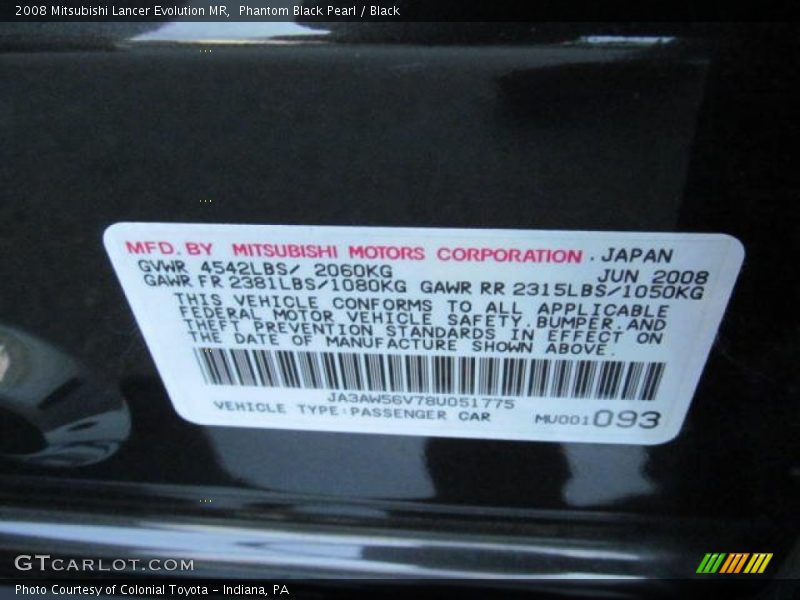 2008 Mitsubishi Lancer Evolution MR,  Phantom Black Pearl / Black
MFD. BY MITSUBISHI MOTORS CORPORATION . JAPAN
GVWR 4542LBS/ 2060KG JUN 2008
GAWR FR 2381LBS/1080KG GAWR RR 2315LBS/1050KG
THIS VEHICLE CONFORMS TO ALL APPLICABLE
FEDERAL MOTOR VEHICLE SAFETY, BUMPER, AND
THEFT PREVENTION STANDARDS IN EFFECT ON
THE DATE OF MANUFACTURE SHOWN ABOVE.
JA3AW56V78U051775
VEHICLE TYPE:PASSENGER CAR MU001093
GTCARLOT.COM
Photo Courtesy of Colonial Toyota - Indiana, PA